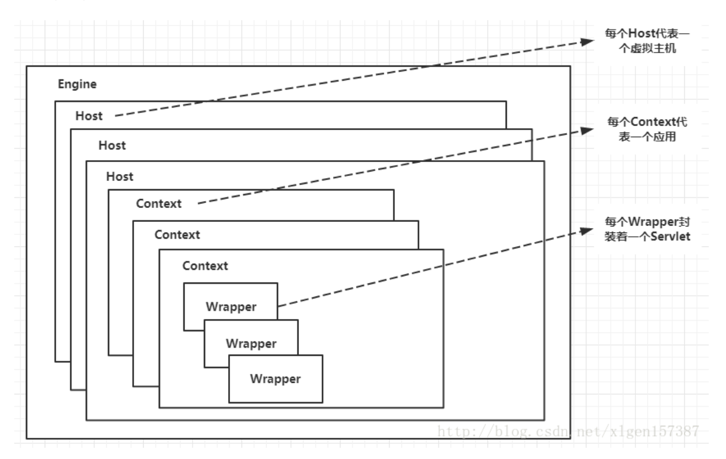 每个Host代表一
个虚拟主机
Engine
Host
每个Context代
表一个应用
Host
Host
Context
每个Wrapper封
装着一个Servlet
Context
Context
Wrapper
Wrapper
Wrapper
http://blog.csdn.net/xlgen157387